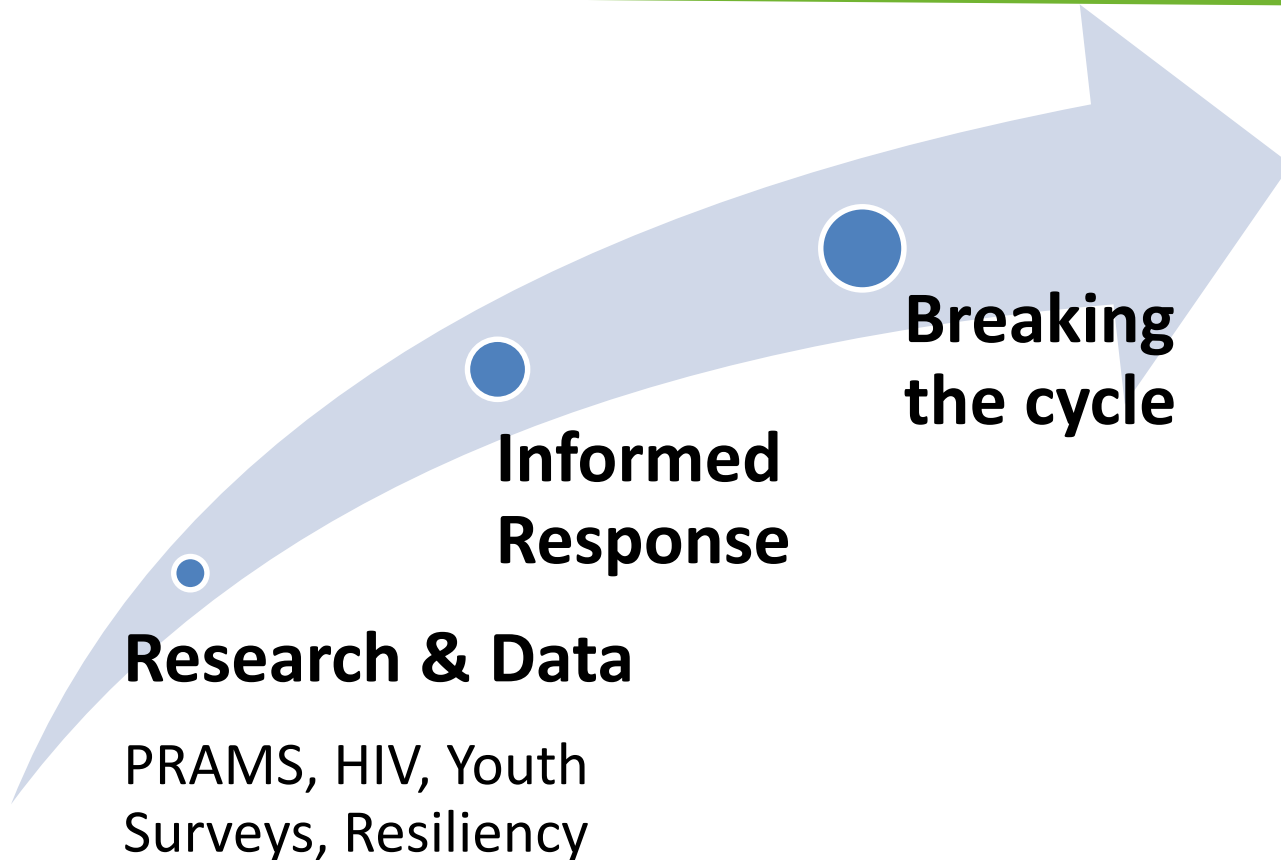 Breaking
the cycle
Informed
Response
Research & Data
PRAMS, HIV, Youth
Surveys, Resiliency